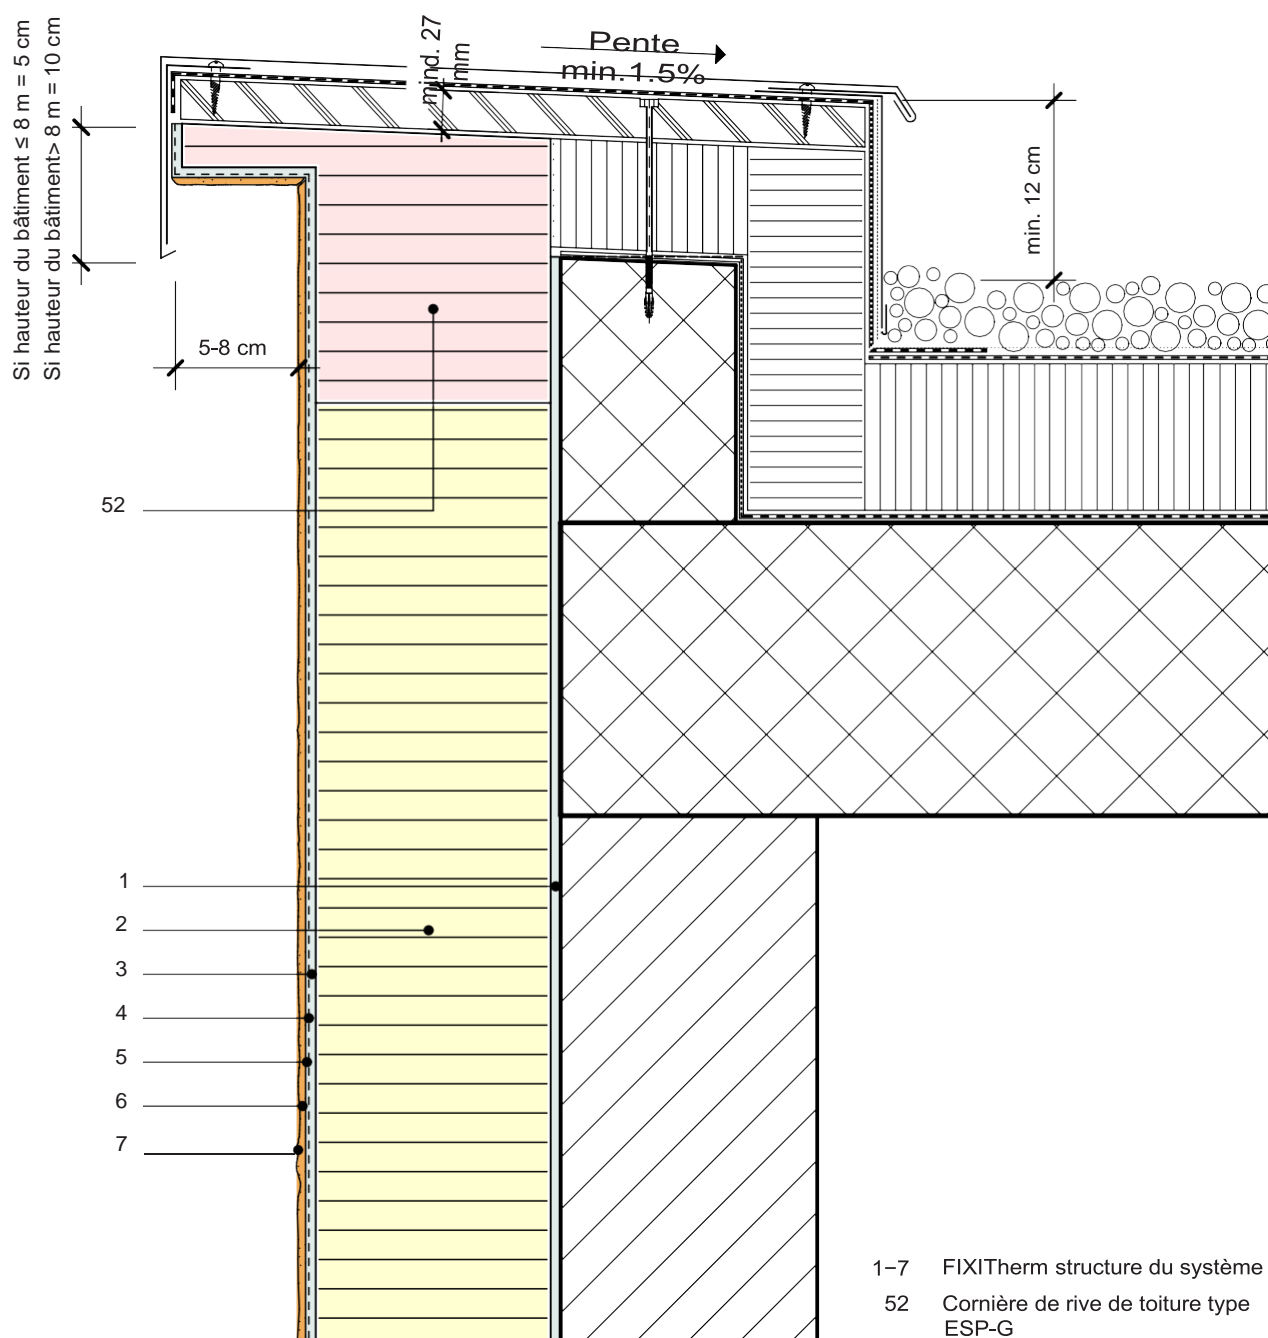 Si hauteur du bâtiment ≤ 8 m = 5 cm
Si hauteur du bâtiment> 8 m = 10 cm
mind. 27
mm
Pente
min.1.5%
min. 12 cm
5-8 cm
52
1
2
3
4
5
6
7
1–7 FIXITherm structure du système
52 Cornière de rive de toiture type
ESP-G